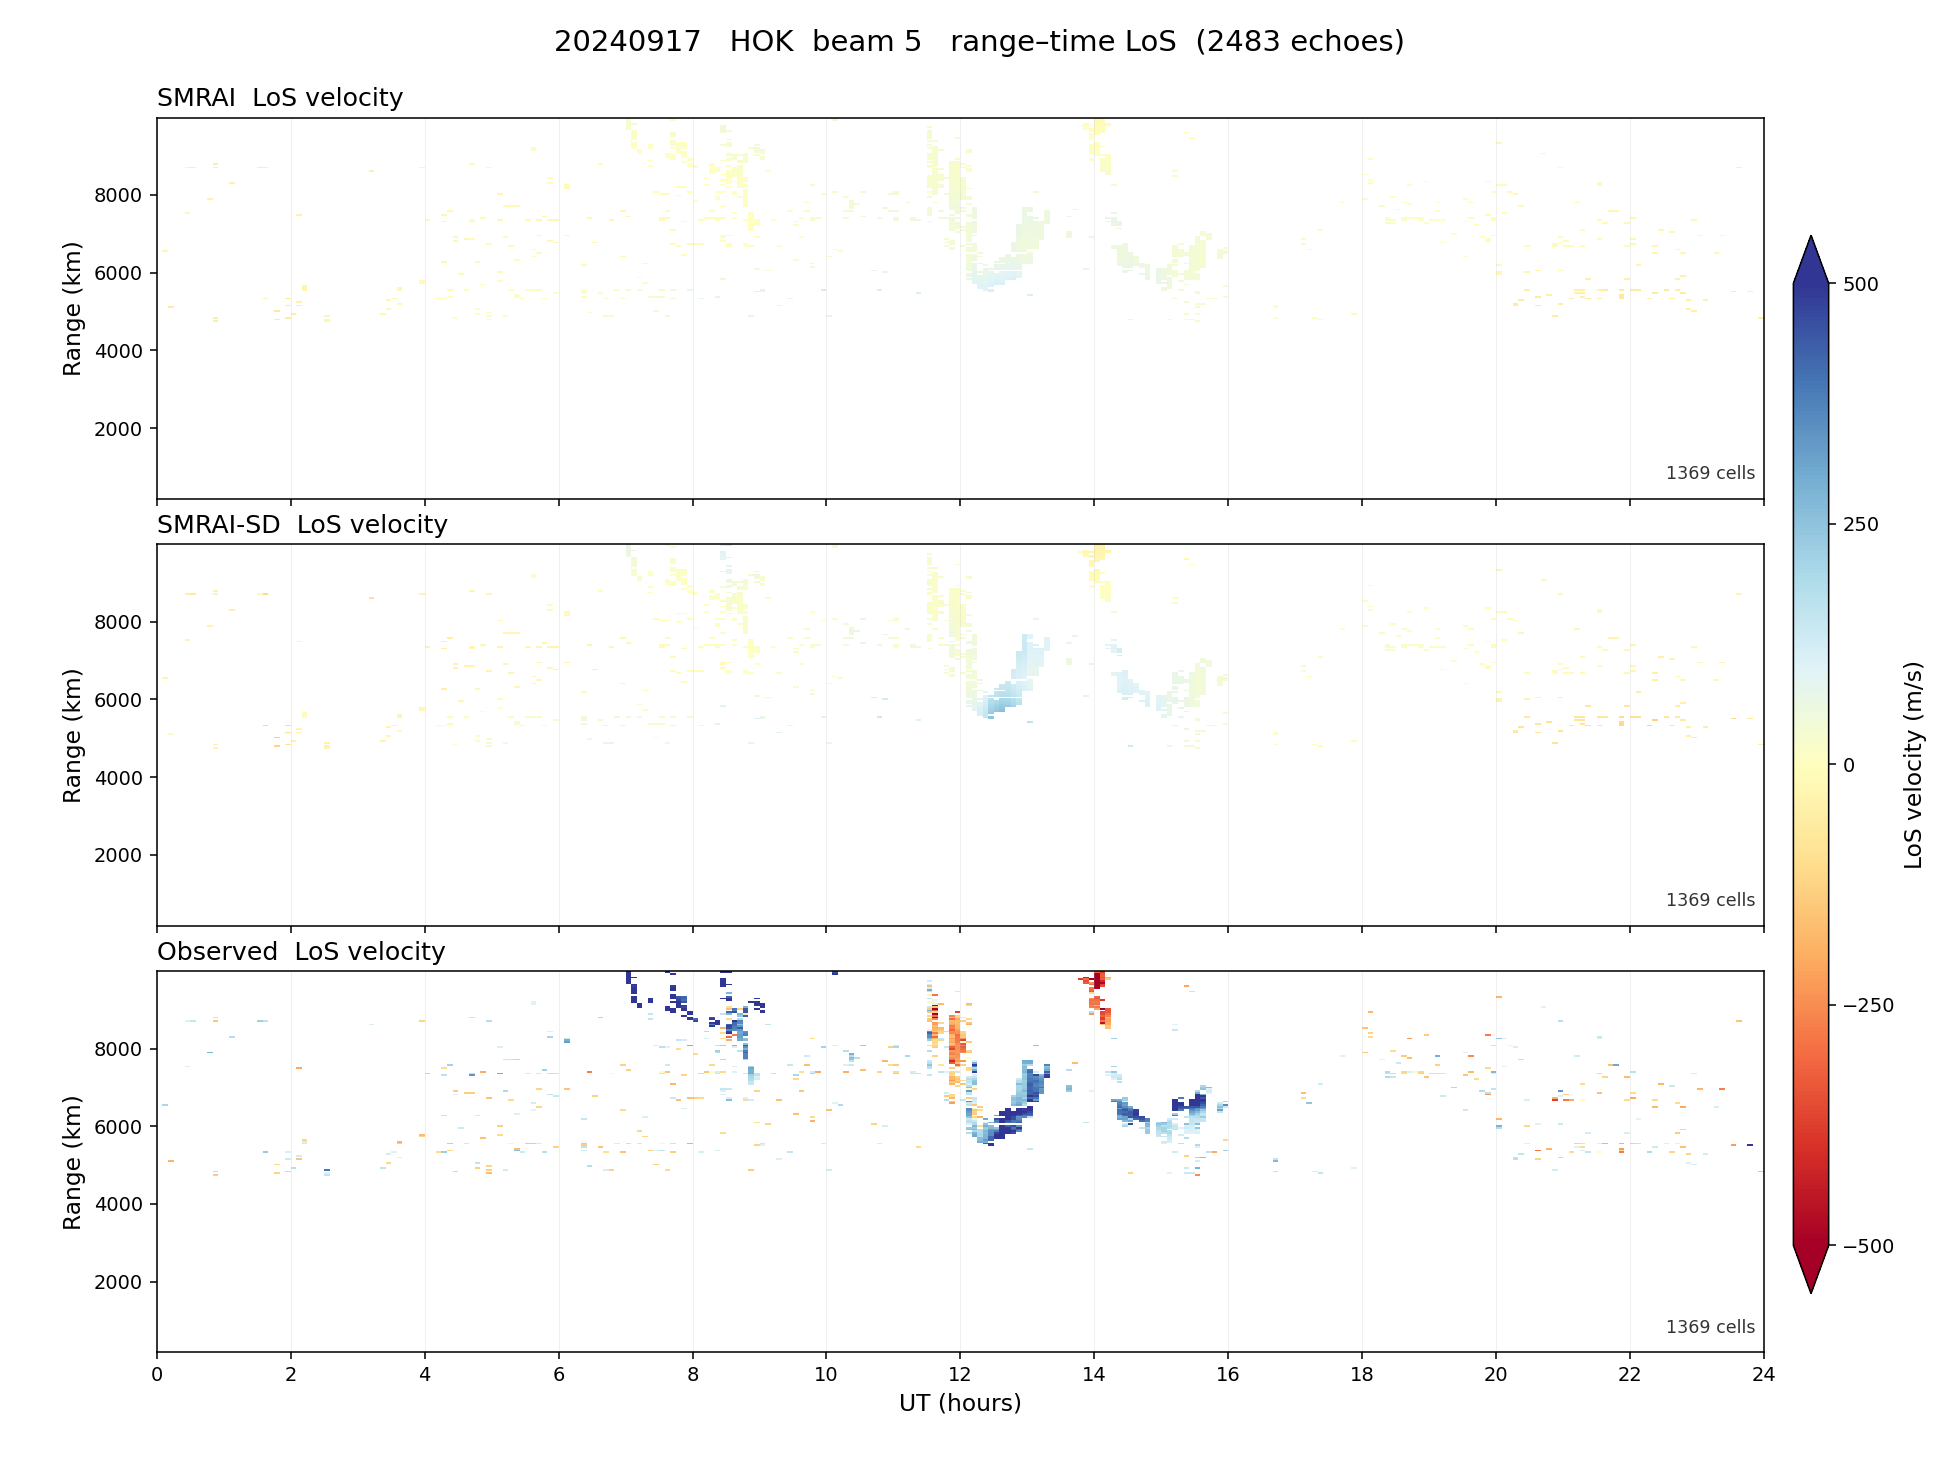 20240917   HOK  beam 5   range–time LoS  (2483 echoes)
SMRAI  LoS velocity
8000
6000
4000
2000
Range (km)
1369 cells
SMRAI-SD  LoS velocity
8000
6000
4000
2000
Range (km)
1369 cells
Observed  LoS velocity
8000
6000
4000
2000
Range (km)
1369 cells
0 2 4 6 8 10 12 14 16 18 20 22 24
UT (hours)
500
250
0
−250
−500
LoS velocity (m/s)